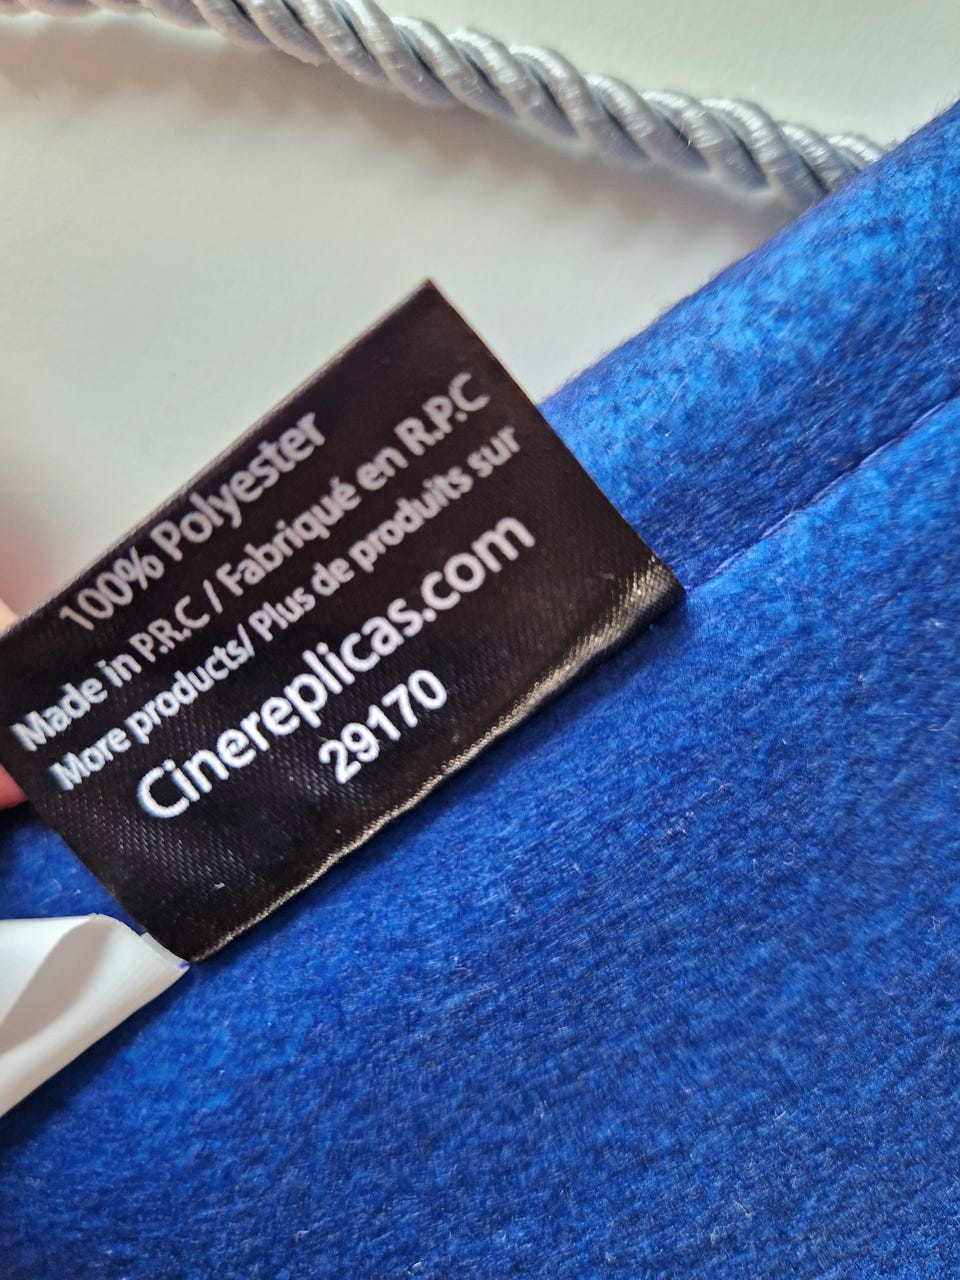 100% Polyester
Made in P.R.C / Fabriqué en R.P.C
More products/ Plus de produits sur
Cinereplicas.com
29170